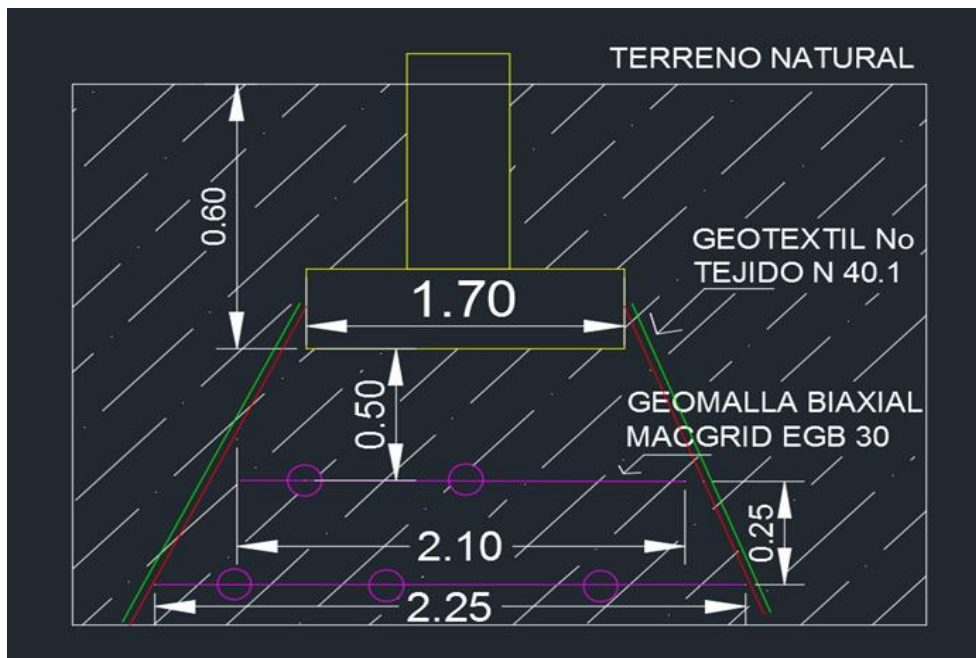 TERRENO NATURAL
0.60
GEOTEXTIL No
TEJIDO N 40.1
1.70
0.50
GEOMALLA BIAXIAL
MACGRID EGB 30
0.25
2.10
2.25